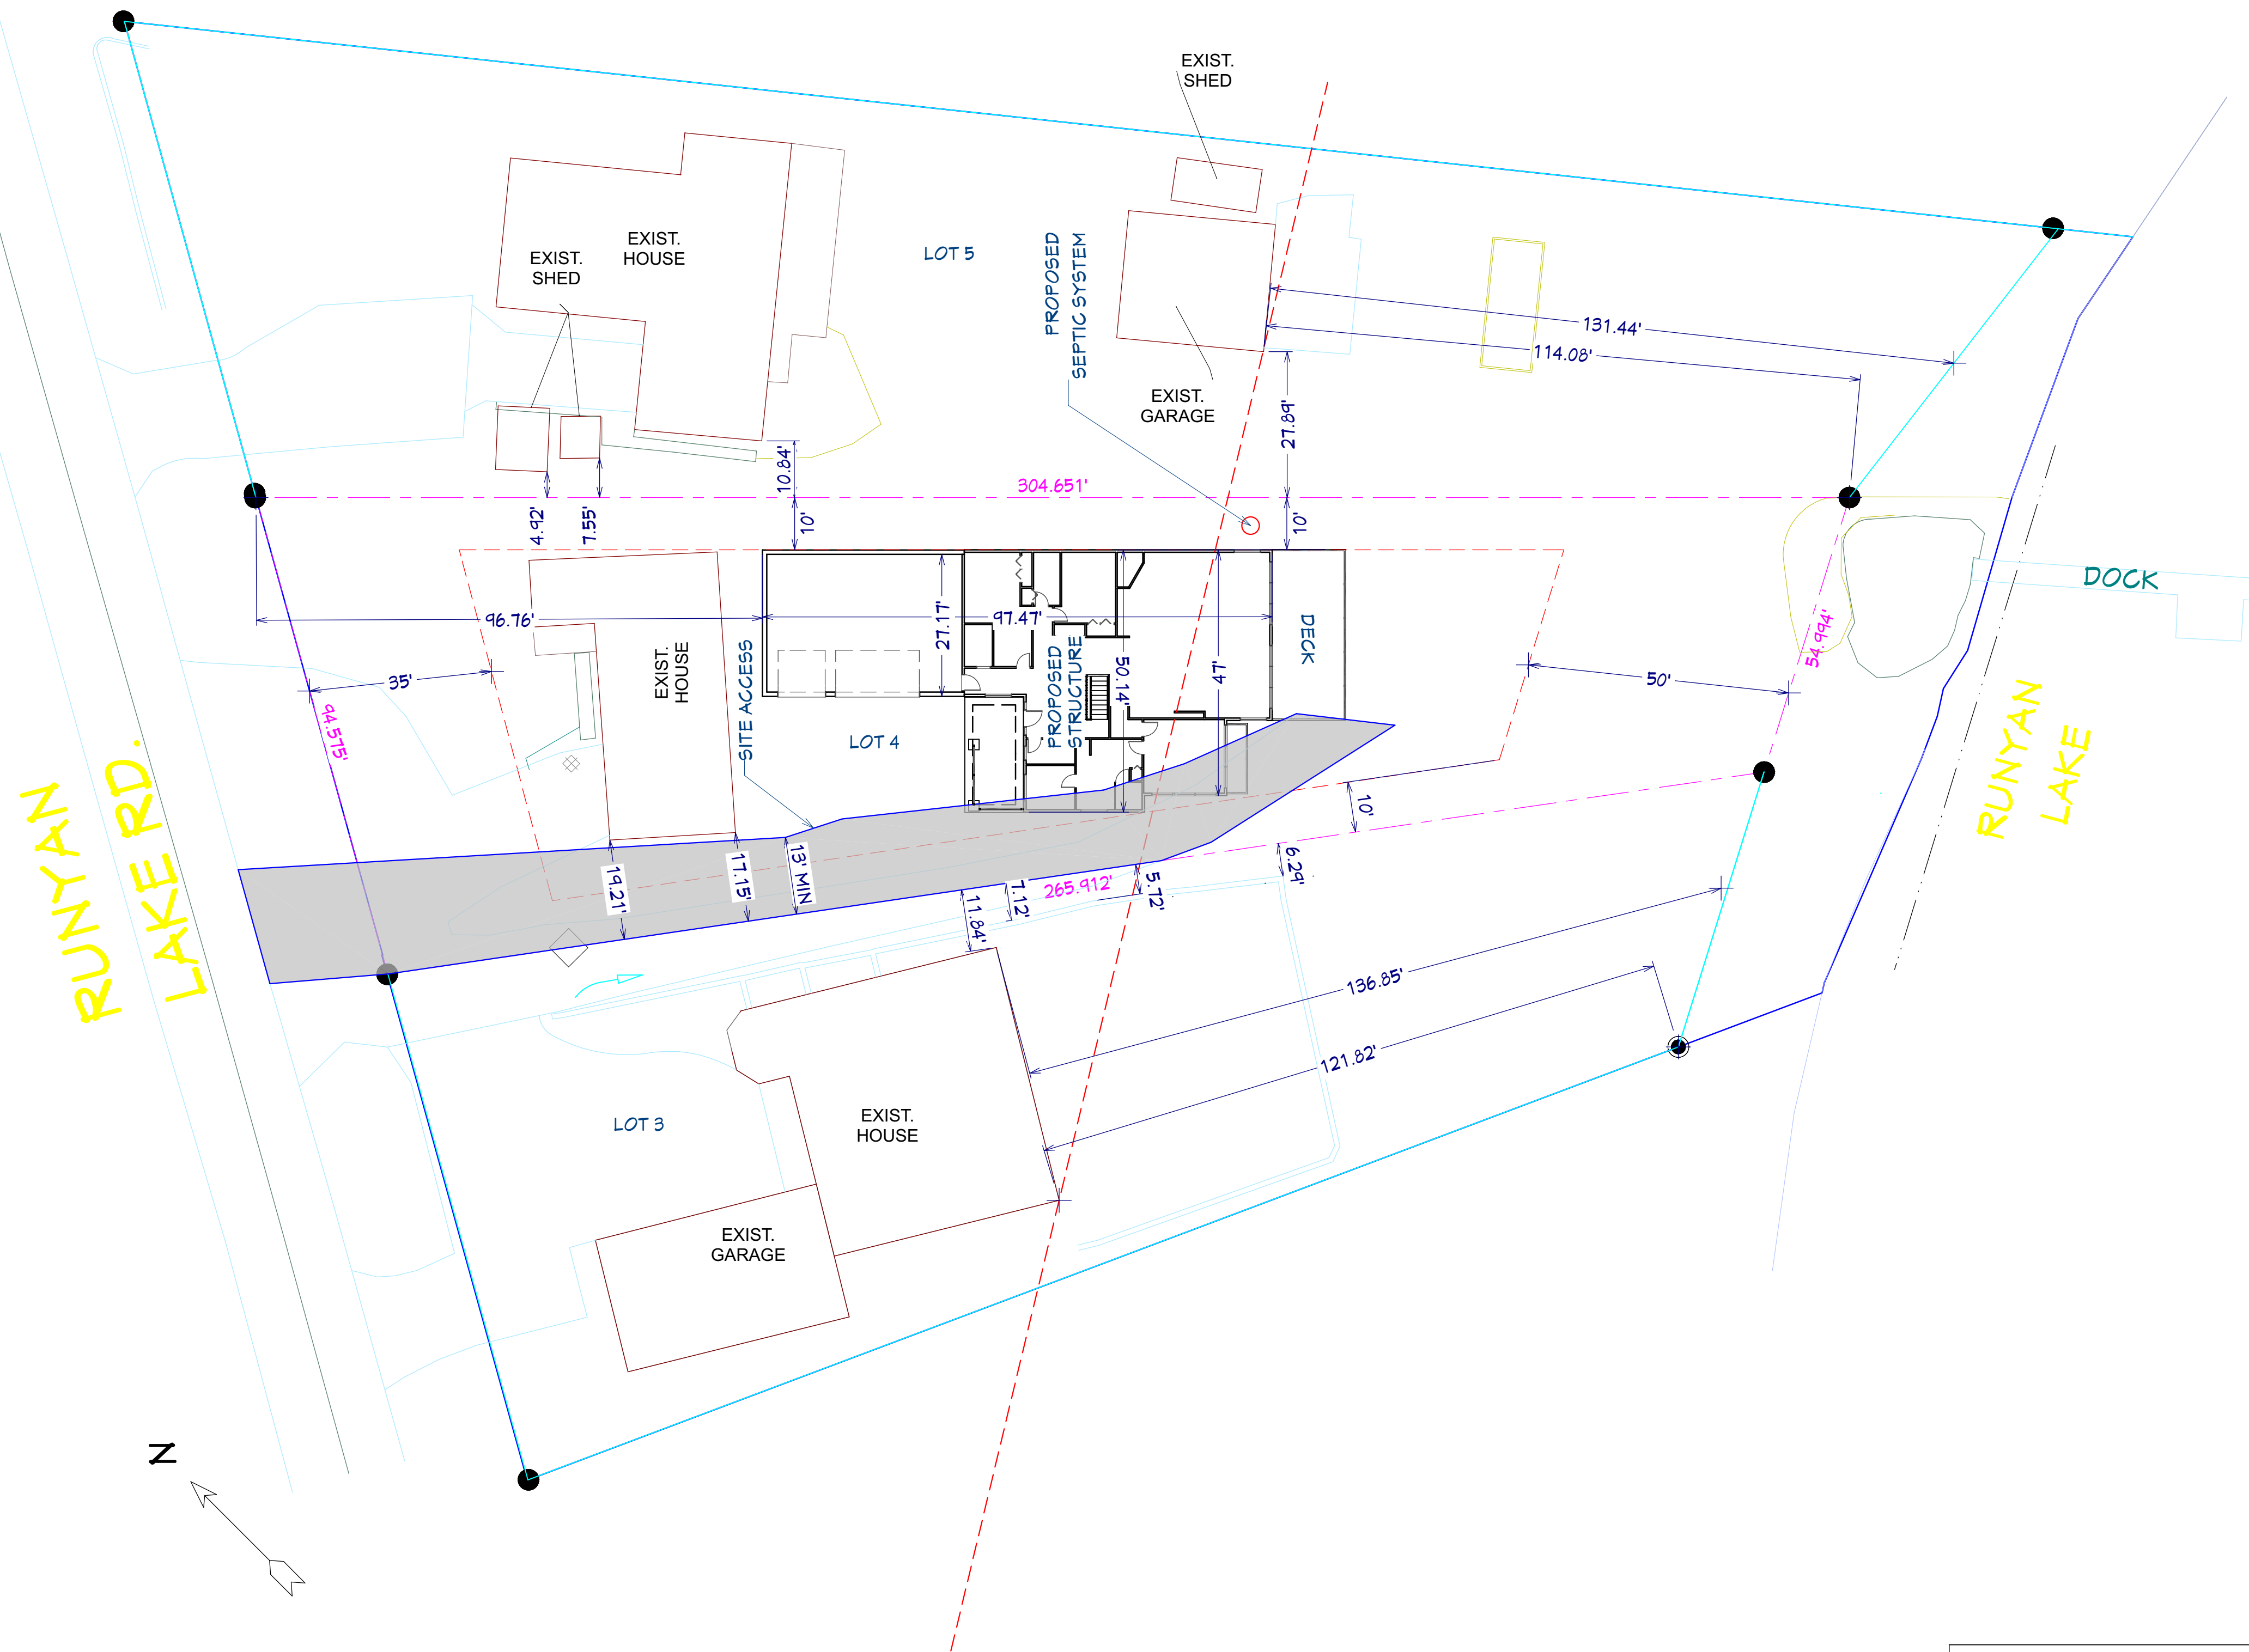 EXIST.
SHED
EXIST.
HOUSE
EXIST.
SHED
LOT 5
PROPOSED
SEPTIC SYSTEM
131.44'
114.08'
EXIST.
GARAGE
27.89'
10.84'
304.651'
4.92'
7.55'
10'
10'
DOCK
96.76'
27.17'
97.47'
DECK
EXIST.
HOUSE
SITE ACCESS
PROPOSED
STRUCTURE
50.14'
47'
35'
50'
54.994'
94.575'
LOT 4
RUNYAN
LAKE RD.
RUNYAN
LAKE
10'
19.21'
17.15'
13' MIN
11.84'
7.12'
265.912'
5.72'
6.29'
136.85'
121.82'
LOT 3
EXIST.
HOUSE
EXIST.
GARAGE
N